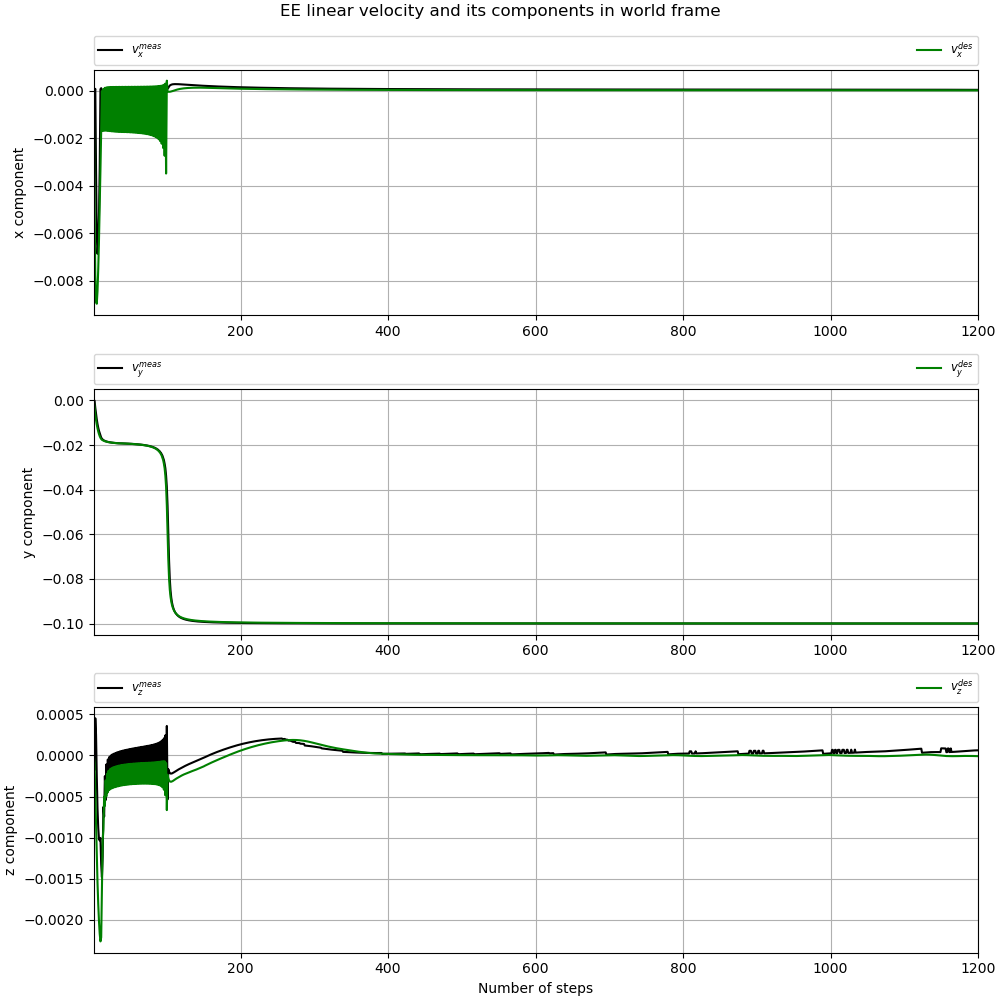 EE linear velocity and its components in world frame
v_x^meas v_x^des
0.000
−0.002
−0.004
−0.006
−0.008
x component
200 400 600 800 1000 1200
v_y^meas v_y^des
0.00
−0.02
−0.04
−0.06
−0.08
−0.10
y component
200 400 600 800 1000 1200
v_z^meas v_z^des
0.0005
0.0000
−0.0005
−0.0010
−0.0015
−0.0020
z component
200 400 600 800 1000 1200
Number of steps